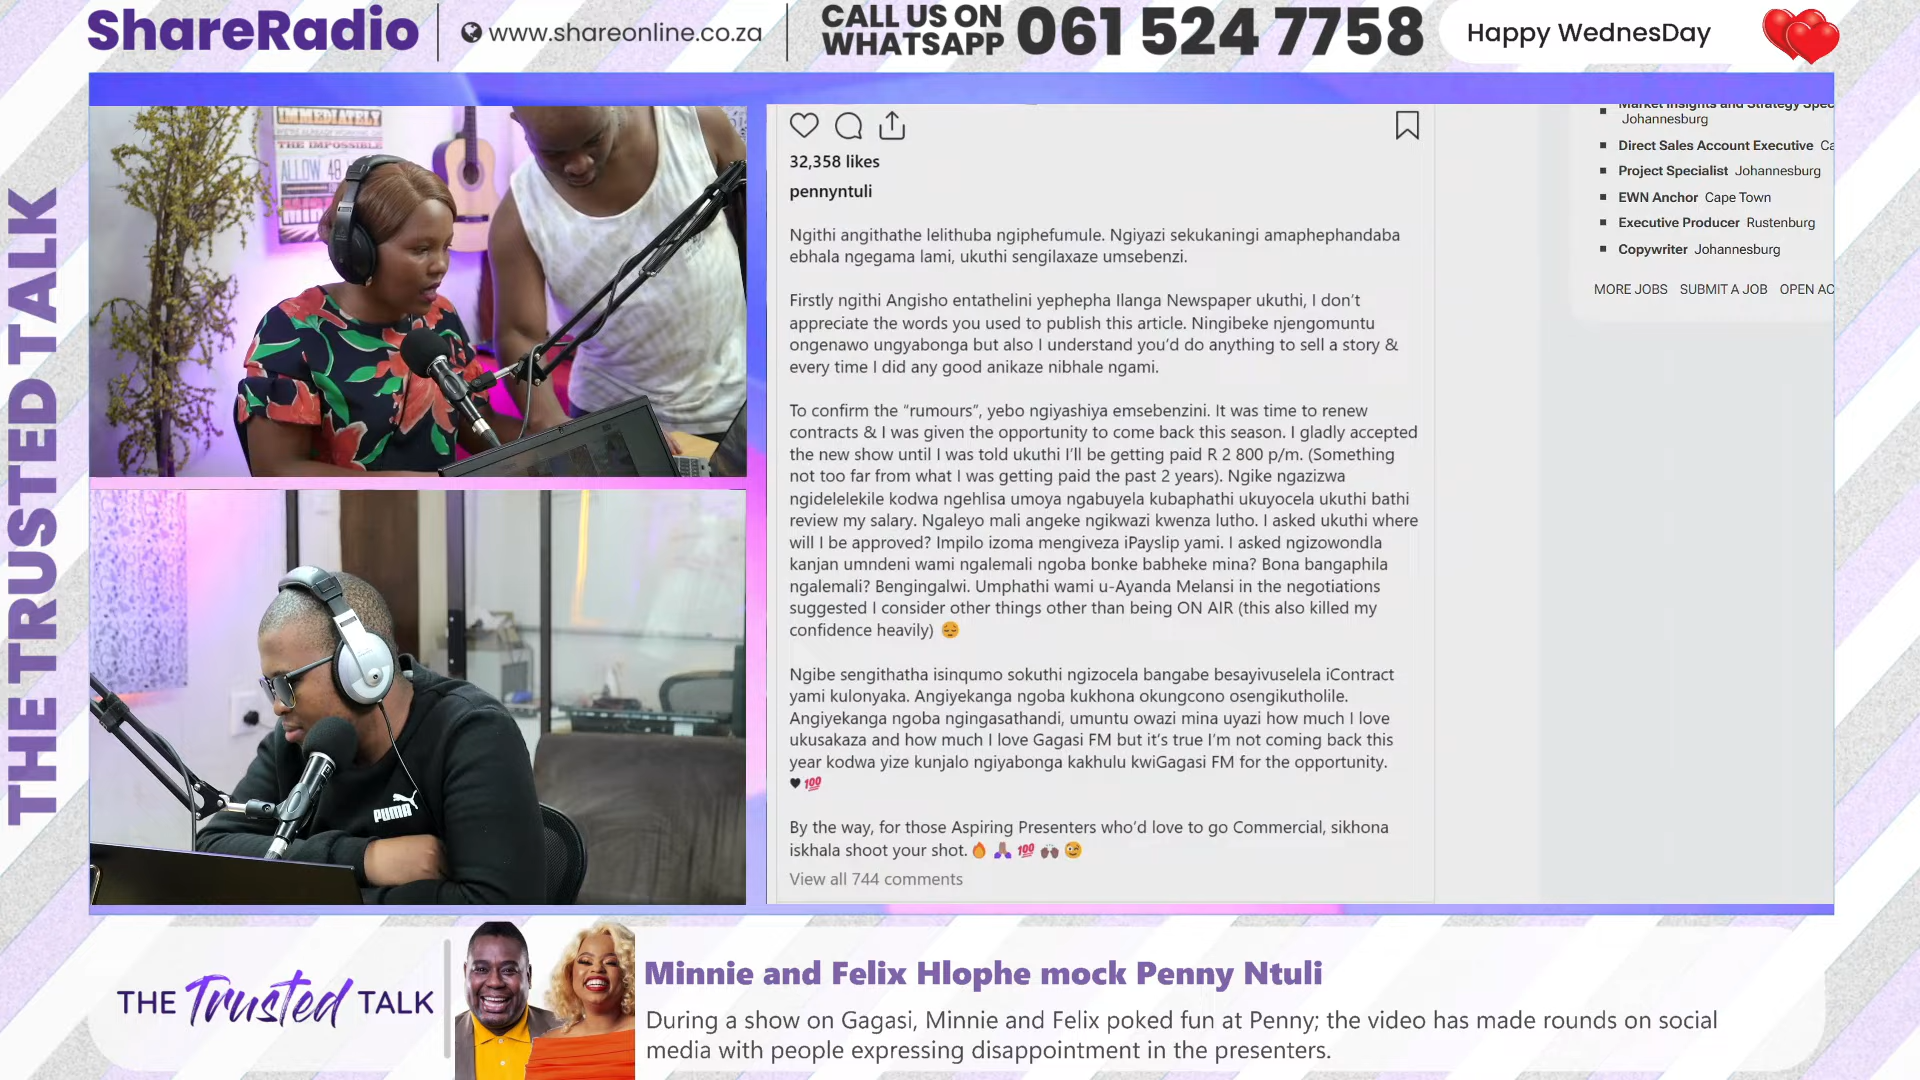 ShareRadio
www.shareonline.co.za
CALL US ON
WHATSAPP
061 524 7758
Happy WednesDay
THE TRUSTED TALK
IMMEDIATELY
THE IMPOSSIBLE
ALLOW 48
PUMA
32,358 likes
pennyntuli
Ngithi angithathe lelithuba ngiphefumule. Ngiyazi sekukaningi amaphephandaba
ebhala ngegama lami, ukuthi sengilaxaze umsebenzi.
Firstly ngithi Angisho entathelini yephepha Ilanga Newspaper ukuthi, I don't
appreciate the words you used to publish this article. Ningibeke njengomuntu
ongenawo ungyabonga but also I understand you'd do anything to sell a story &
every time I did any good anikaze nibhale ngami.
To confirm the “rumours”, yebo ngiyashiya emsebenzini. It was time to renew
contracts & I was given the opportunity to come back this season. I gladly accepted
the new show until I was told ukuthi I'll be getting paid R 2 800 p/m. (Something
not too far from what I was getting paid the past 2 years). Ngike ngazizwa
ngidelelekile kodwa ngehlisa umoya ngabuyela kubaphathi ukuyocela ukuthi bathi
review my salary. Ngaleyo mali angeke ngikwazi kwenza lutho. I asked ukuthi where
will I be approved? Impilo izoma mengiveza iPayslip yami. I asked ngizowondla
kanjan umndeni wami ngalemali ngoba bonke babheke mina? Bona bangaphila
ngalemali? Bengingalwi. Umphathi wami u-Ayanda Melansi in the negotiations
suggested I consider other things other than being ON AIR (this also killed my
confidence heavily) 😔
Ngibe sengithatha isinqumo sokuthi ngizocela bangabe besayivuselela iContract
yami kulonyaka. Angiyekanga ngoba kukhona okungcono osengikutholile.
Angiyekanga ngoba ngingasathandi, umuntu owazi mina uyazi how much I love
ukusakaza and how much I love Gagasi FM but it's true I'm not coming back this
year kodwa yize kunjalo ngiyabonga kakhulu kwiGagasi FM for the opportunity.
🖤 💯
By the way, for those Aspiring Presenters who'd love to go Commercial, sikhona
iskhala shoot your shot. 🔥 🙏🏽 💯 🙌🏿 😉
View all 744 comments
Market Insights and Strategy Spec
Johannesburg
Direct Sales Account Executive Ca
Project Specialist Johannesburg
EWN Anchor Cape Town
Executive Producer Rustenburg
Copywriter Johannesburg
MORE JOBS SUBMIT A JOB OPEN AC
THE Trusted TALK
Minnie and Felix Hlophe mock Penny Ntuli
During a show on Gagasi, Minnie and Felix poked fun at Penny; the video has made rounds on social
media with people expressing disappointment in the presenters.